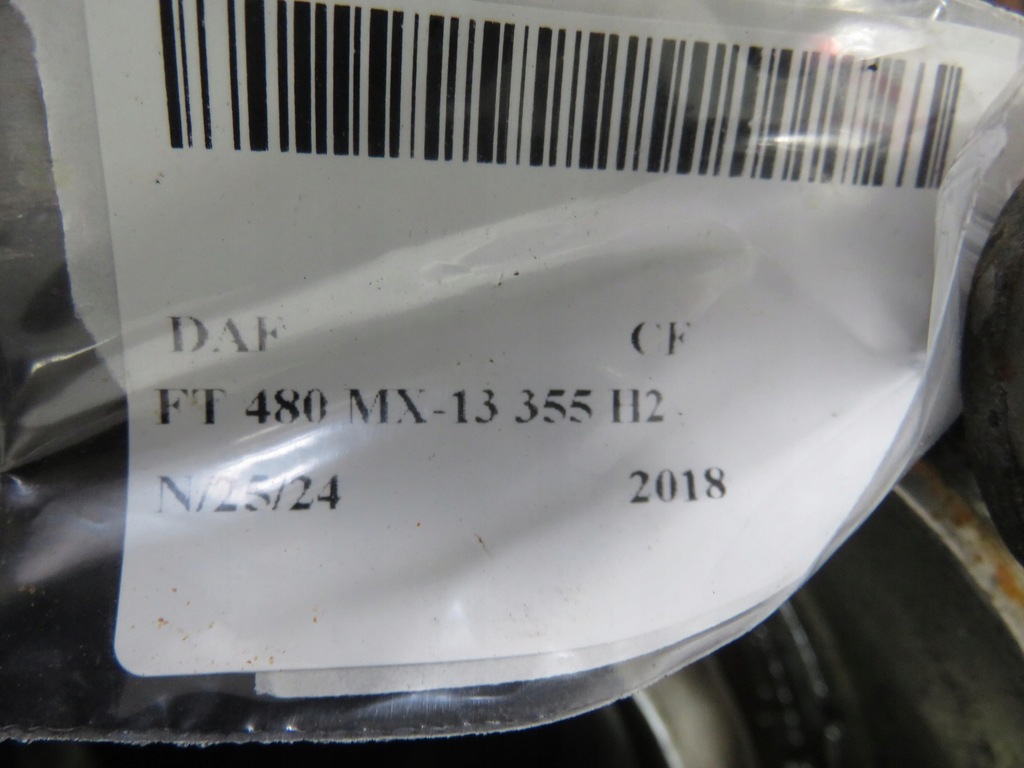 DAF CF
FT 480 MX-13 355 H2
N/25/24 2018